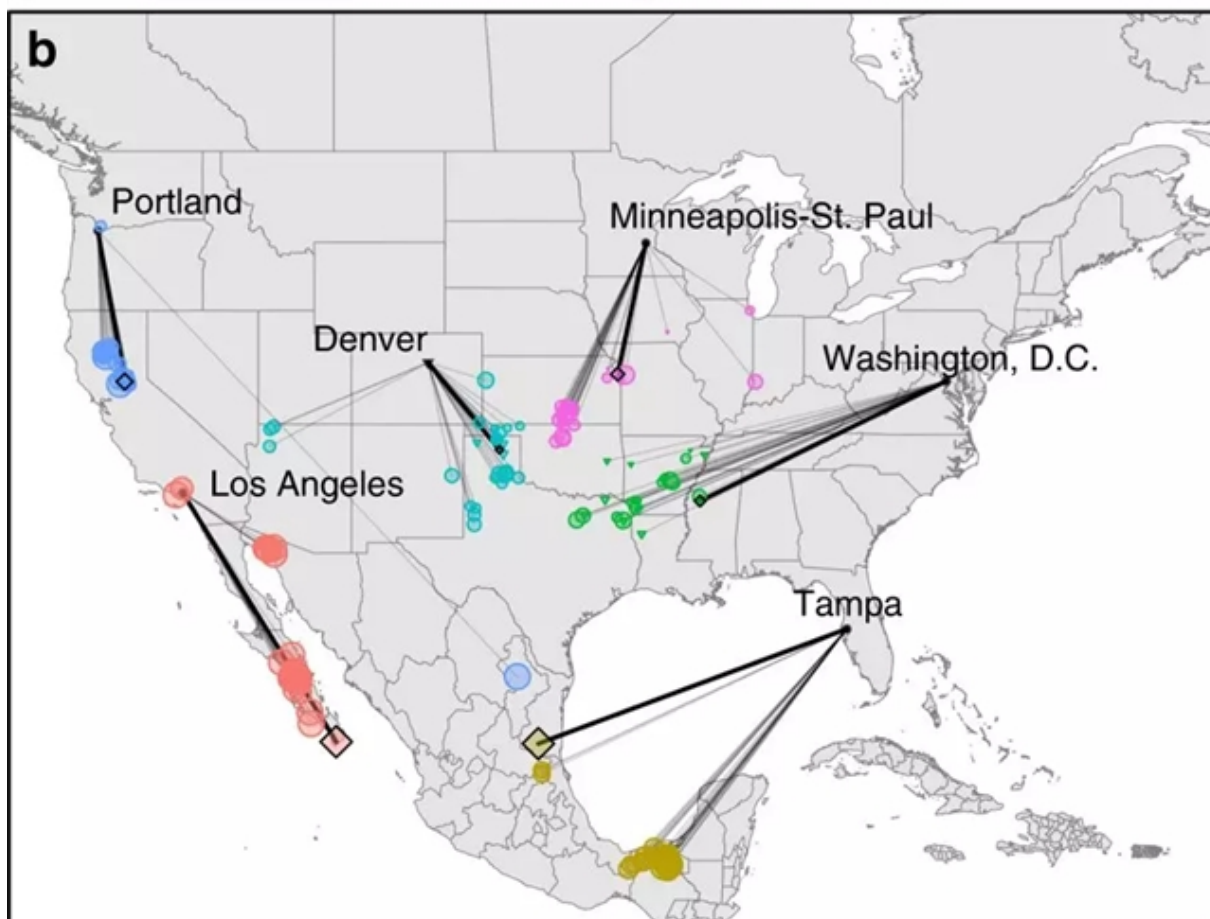 b
Portland
Minneapolis-St. Paul
Denver
Washington, D.C.
Los Angeles
Tampa